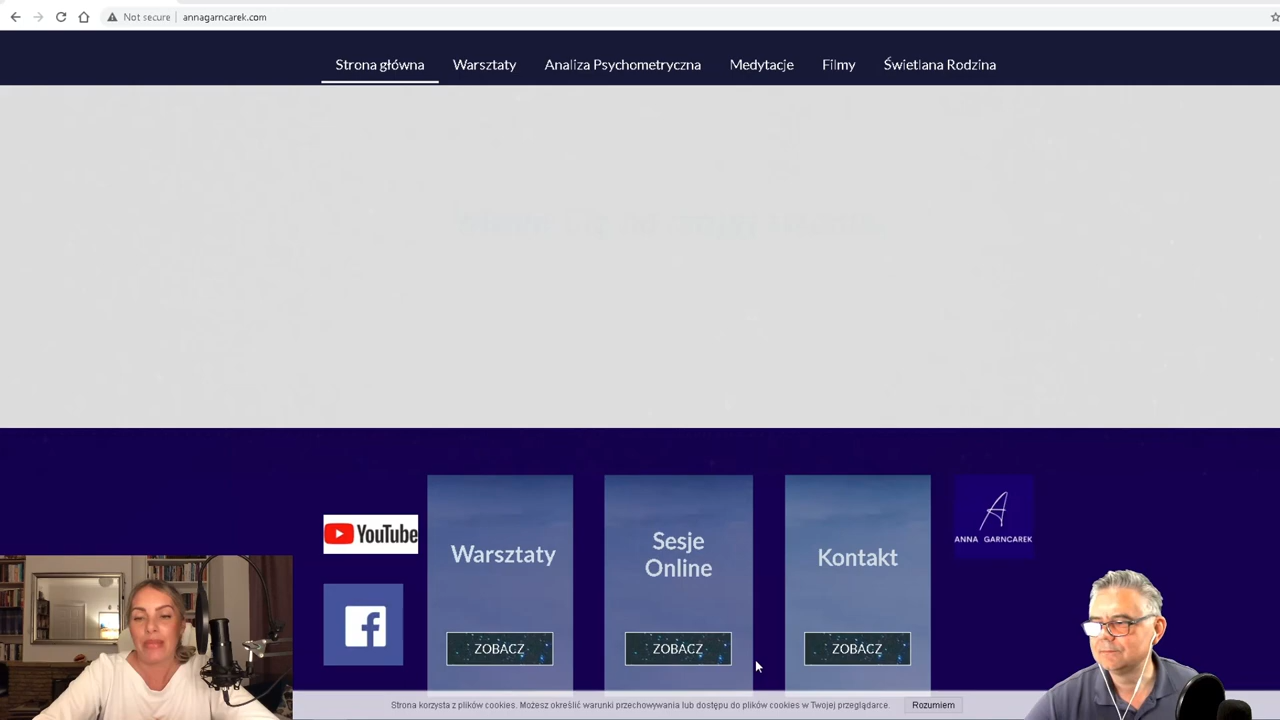 Not secure
annagarncarek.com
Strona główna
Warsztaty
Analiza Psychometryczna
Medytacje
Filmy
Świetlana Rodzina
YouTube
Warsztaty
ZOBACZ
Sesje
Online
ZOBACZ
Kontakt
ZOBACZ
ANNA GARNCAREK
Strona korzysta z plików cookies. Możesz określić warunki przechowywania lub dostępu do plików cookies w Twojej przeglądarce.
Rozumiem